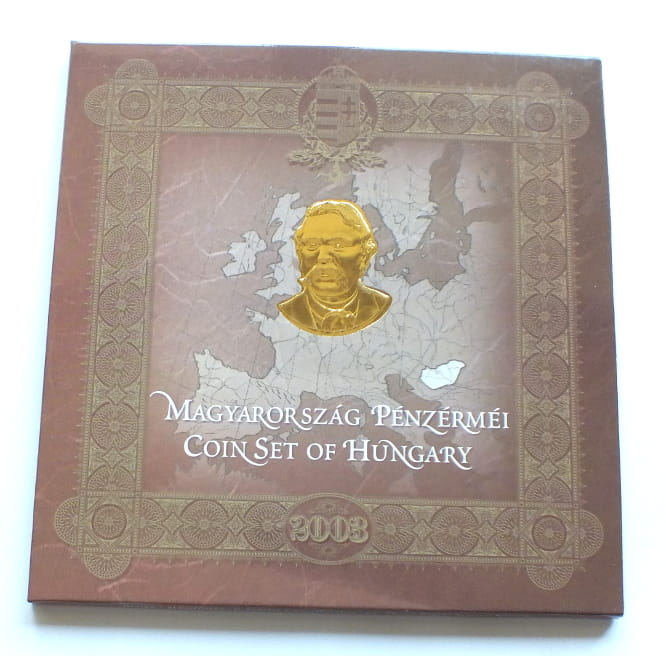 Magyarország Pénzérméi
Coin Set of Hungary
2003